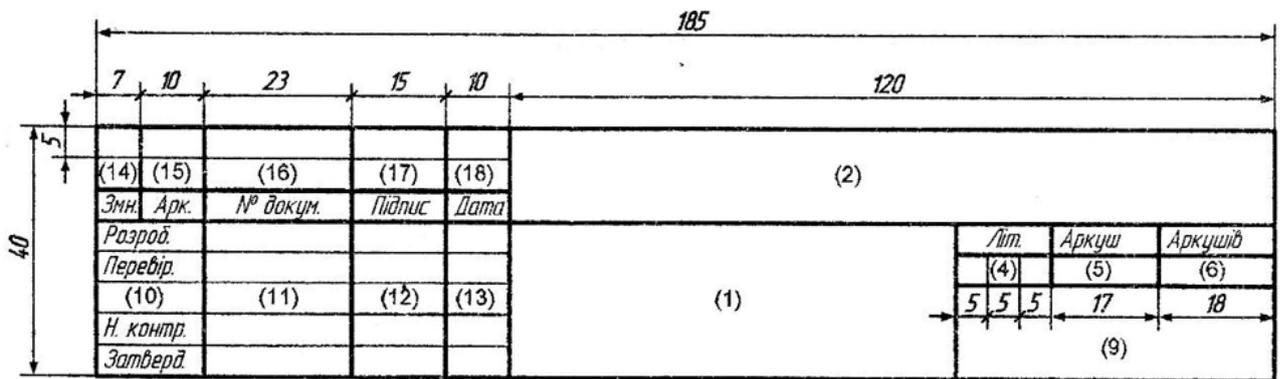 185
7 10 23 15 10 120
5
(14) (15) (16) (17) (18) (2)
Змн. Арк. № докум. Підпис Дата
40
Розроб. Літ. Аркуш Аркушів
Перевір. (4) (5) (6)
(10) (11) (12) (13) (1) 5 5 5 17 18
Н. контр.
(9)
Затверд.